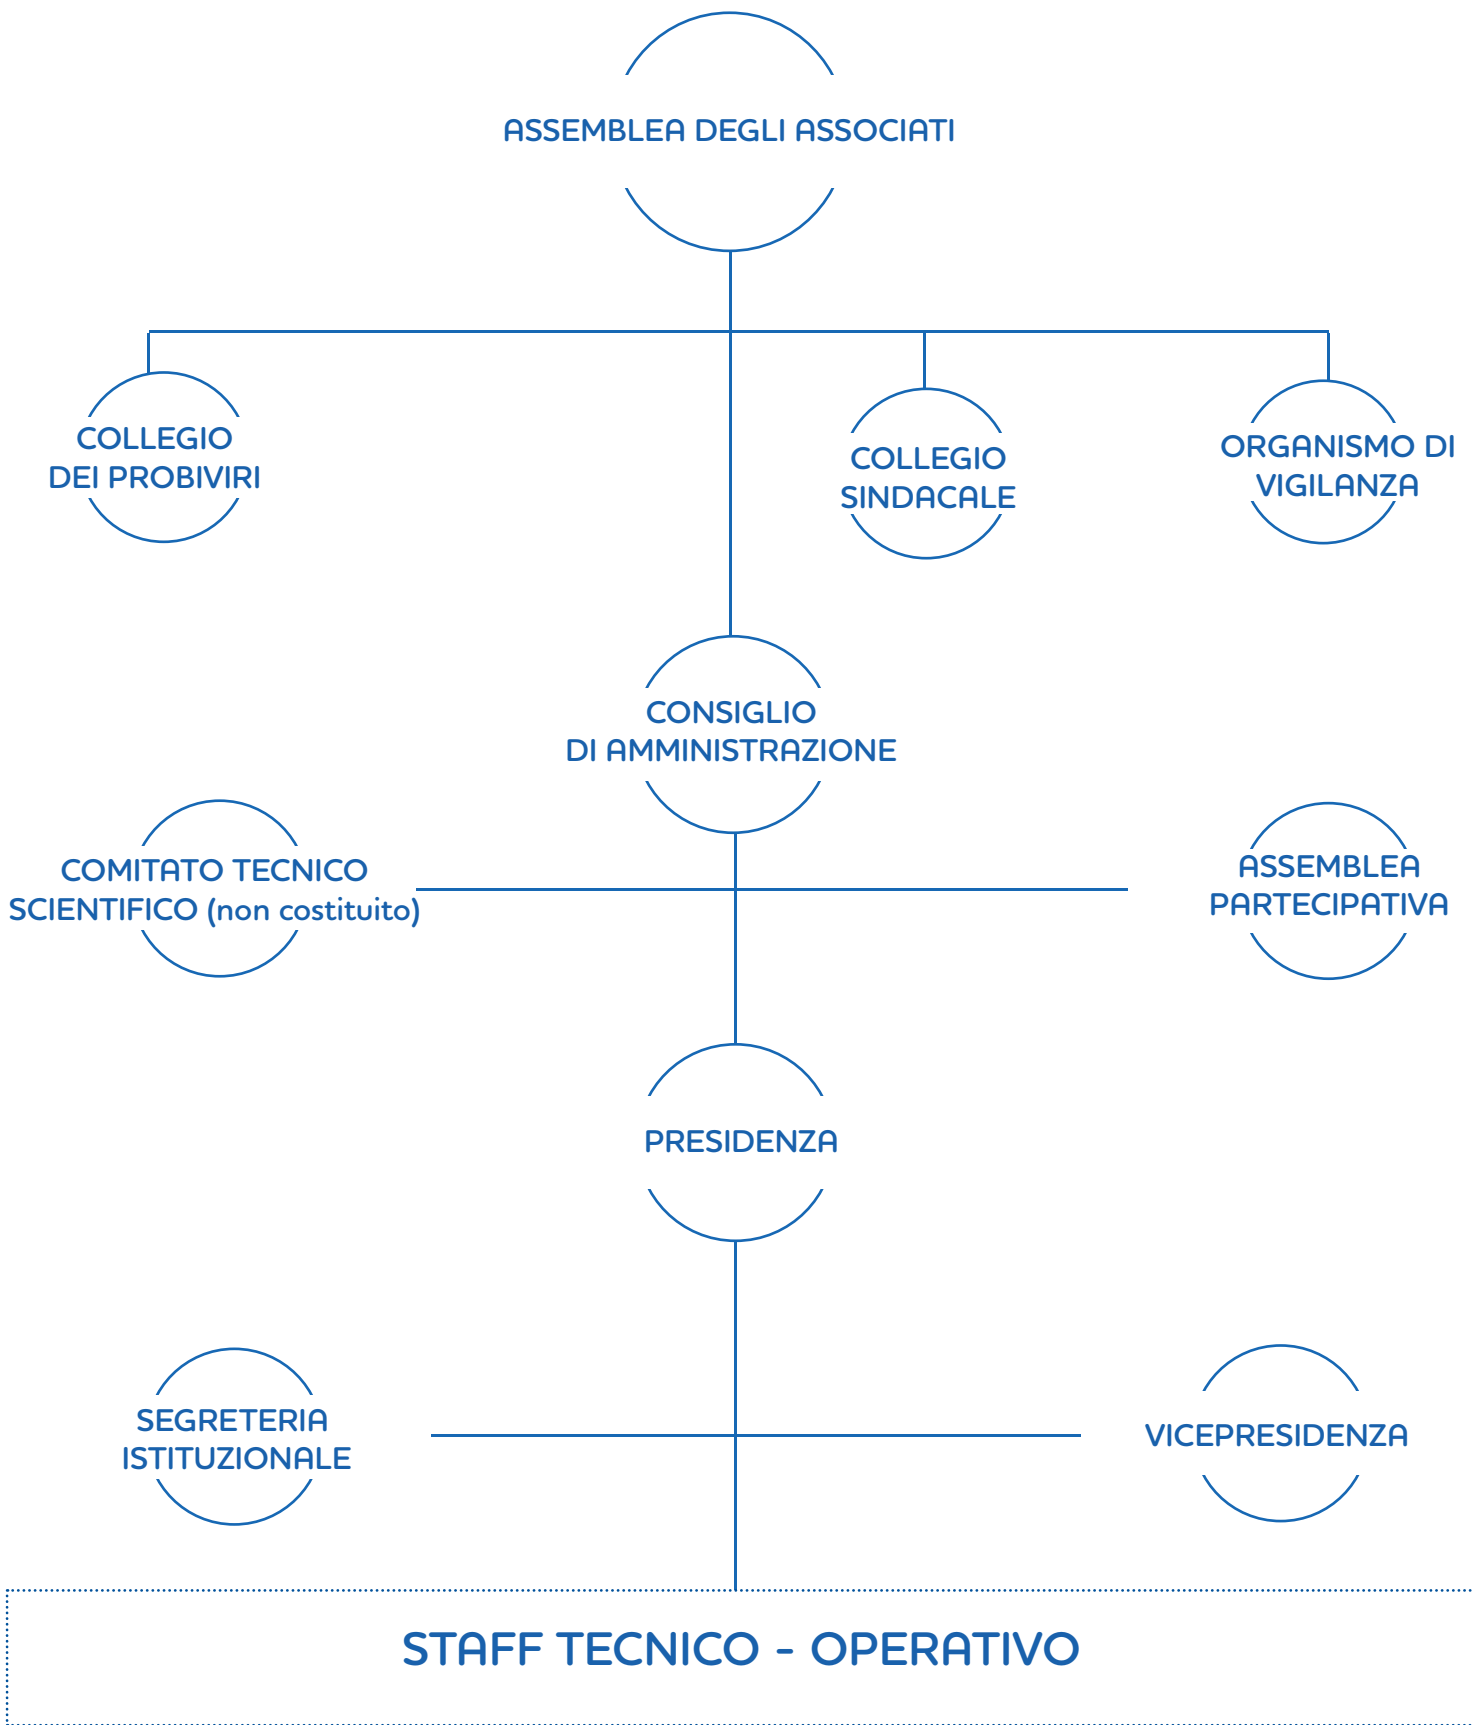 ASSEMBLEA DEGLI ASSOCIATI
COLLEGIO
DEI PROBIVIRI
COLLEGIO
SINDACALE
ORGANISMO DI
VIGILANZA
CONSIGLIO
DI AMMINISTRAZIONE
COMITATO TECNICO
SCIENTIFICO (non costituito)
ASSEMBLEA
PARTECIPATIVA
PRESIDENZA
SEGRETERIA
ISTITUZIONALE
VICEPRESIDENZA
STAFF TECNICO - OPERATIVO